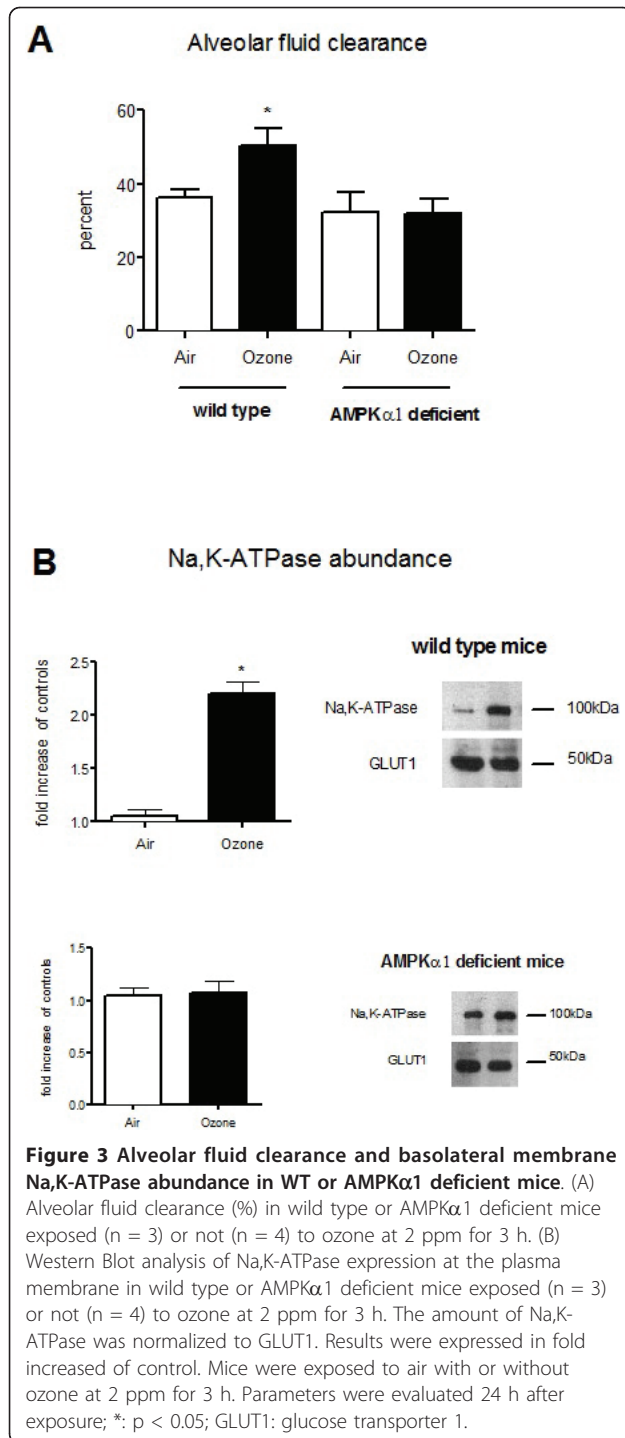 A
Alveolar fluid clearance
percent
60
40
20
0
*
Air
Ozone
Air
Ozone
wild type
AMPKα1 deficient
B
Na,K-ATPase abundance
fold increase of controls
2.5
2.0
1.5
1.0
*
Air
Ozone
wild type mice
Na,K-ATPase
100kDa
GLUT1
50kDa
fold increase of controls
1.5
1.0
0.5
0.0
Air
Ozone
AMPKα1 deficient mice
Na,K-ATPase
100kDa
GLUT1
50kDa
Figure 3 Alveolar fluid clearance and basolateral membrane
Na,K-ATPase abundance in WT or AMPKα1 deficient mice. (A)
Alveolar fluid clearance (%) in wild type or AMPKα1 deficient mice
exposed (n = 3) or not (n = 4) to ozone at 2 ppm for 3 h. (B)
Western Blot analysis of Na,K-ATPase expression at the plasma
membrane in wild type or AMPKα1 deficient mice exposed (n = 3)
or not (n = 4) to ozone at 2 ppm for 3 h. The amount of Na,K-
ATPase was normalized to GLUT1. Results were expressed in fold
increased of control. Mice were exposed to air with or without
ozone at 2 ppm for 3 h. Parameters were evaluated 24 h after
exposure; *: p < 0.05; GLUT1: glucose transporter 1.